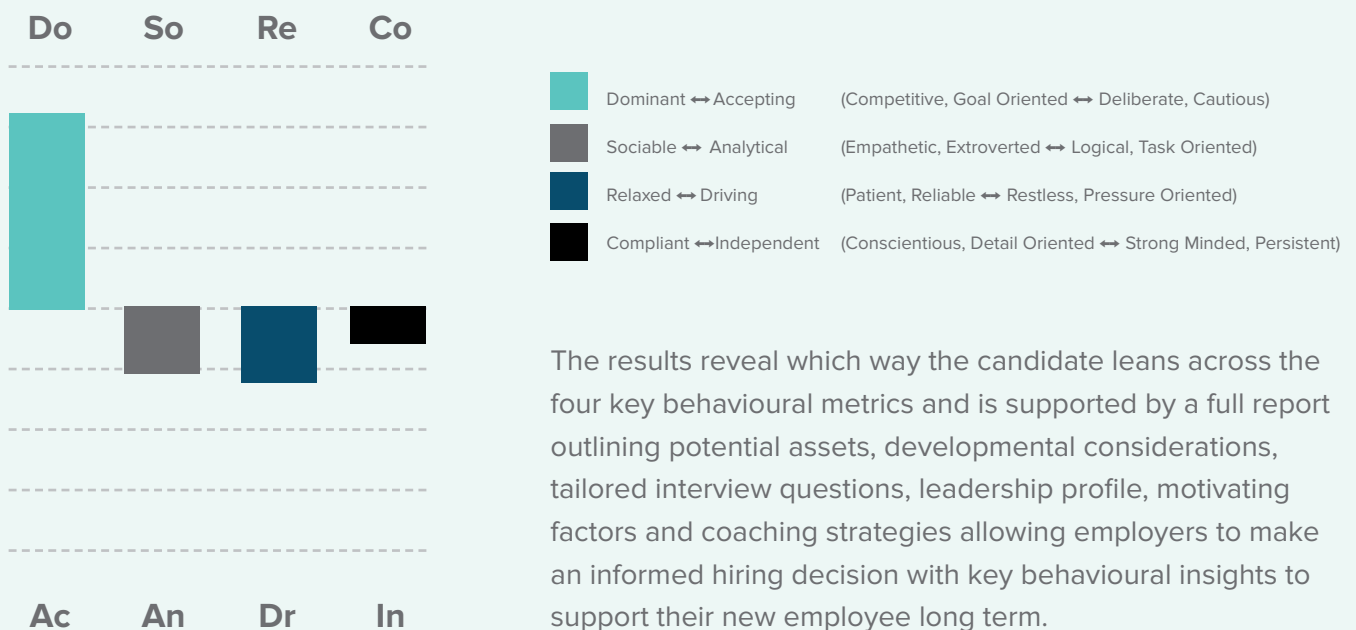 Do So Re Co
Dominant ↔ Accepting (Competitive, Goal Oriented ↔ Deliberate, Cautious)
Sociable ↔ Analytical (Empathetic, Extroverted ↔ Logical, Task Oriented)
Relaxed ↔ Driving (Patient, Reliable ↔ Restless, Pressure Oriented)
Compliant ↔ Independent (Conscientious, Detail Oriented ↔ Strong Minded, Persistent)
The results reveal which way the candidate leans across the
four key behavioural metrics and is supported by a full report
outlining potential assets, developmental considerations,
tailored interview questions, leadership profile, motivating
factors and coaching strategies allowing employers to make
an informed hiring decision with key behavioural insights to
support their new employee long term.
Ac An Dr In